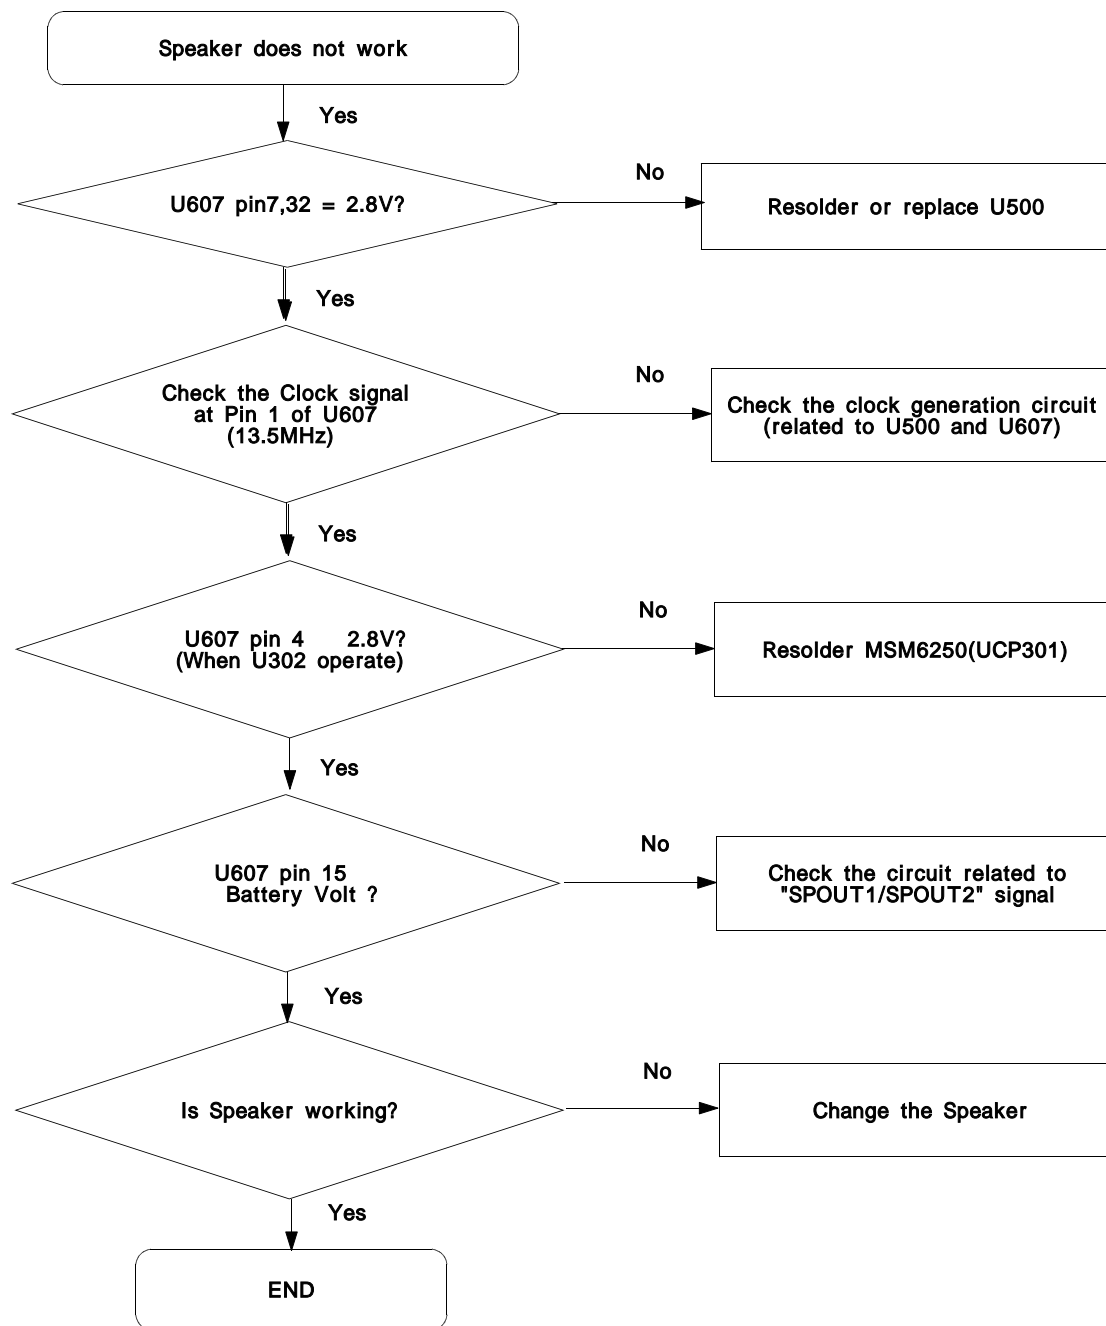 Speaker does not work
Yes
U607 pin7,32 = 2.8V?
No
Resolder or replace U500
Yes
Check the Clock signal
at Pin 1 of U607
(13.5MHz)
No
Check the clock generation circuit
(related to U500 and U607)
Yes
U607 pin 4 2.8V?
(When U302 operate)
No
Resolder MSM6250(UCP301)
Yes
U607 pin 15
Battery Volt ?
No
Check the circuit related to
"SPOUT1/SPOUT2" signal
Yes
Is Speaker working?
No
Change the Speaker
Yes
END